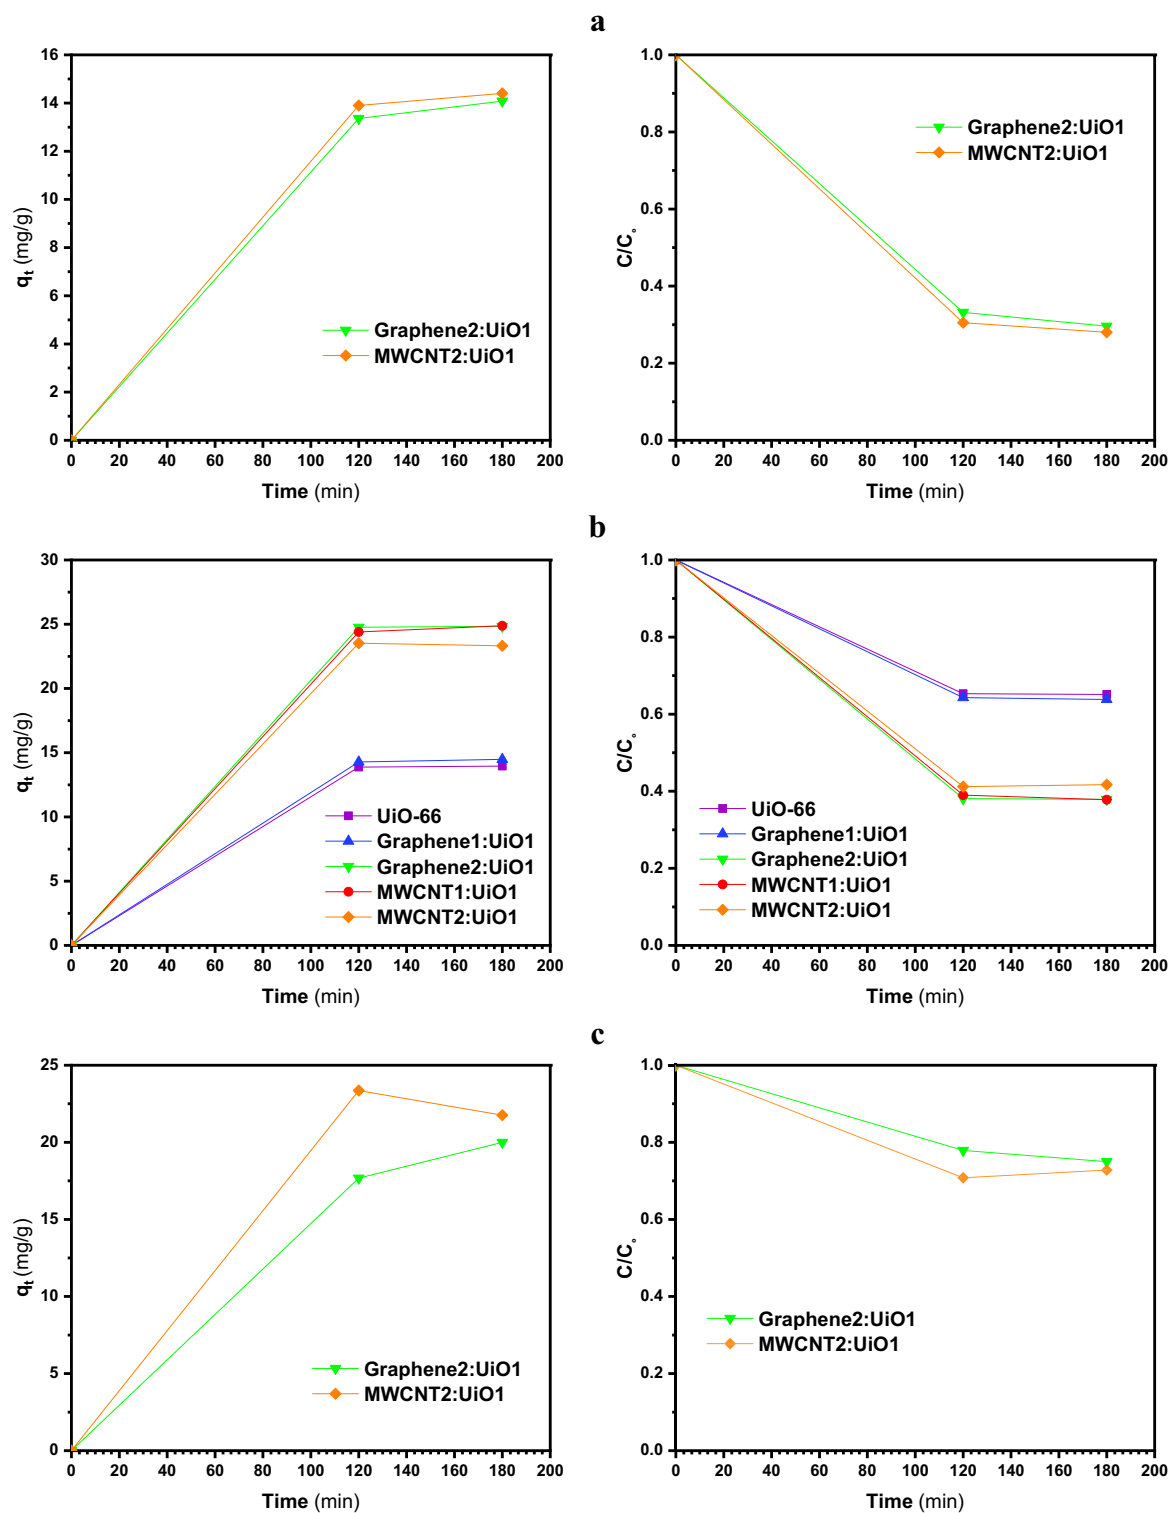 a
16
14
12
10
8
6
4
2
0
qt (mg/g)
Graphene2:UiO1
MWCNT2:UiO1
0 20 40 60 80 100 120 140 160 180 200
Time (min)
1.0
0.8
0.6
0.4
0.2
0.0
C/C°
Graphene2:UiO1
MWCNT2:UiO1
0 20 40 60 80 100 120 140 160 180 200
Time (min)
b
30
25
20
15
10
5
0
qt (mg/g)
UiO-66
Graphene1:UiO1
Graphene2:UiO1
MWCNT1:UiO1
MWCNT2:UiO1
0 20 40 60 80 100 120 140 160 180 200
Time (min)
1.0
0.8
0.6
0.4
0.2
0.0
C/C°
UiO-66
Graphene1:UiO1
Graphene2:UiO1
MWCNT1:UiO1
MWCNT2:UiO1
0 20 40 60 80 100 120 140 160 180 200
Time (min)
c
25
20
15
10
5
0
qt (mg/g)
Graphene2:UiO1
MWCNT2:UiO1
0 20 40 60 80 100 120 140 160 180 200
Time (min)
1.0
0.8
0.6
0.4
0.2
0.0
C/C°
Graphene2:UiO1
MWCNT2:UiO1
0 20 40 60 80 100 120 140 160 180 200
Time (min)